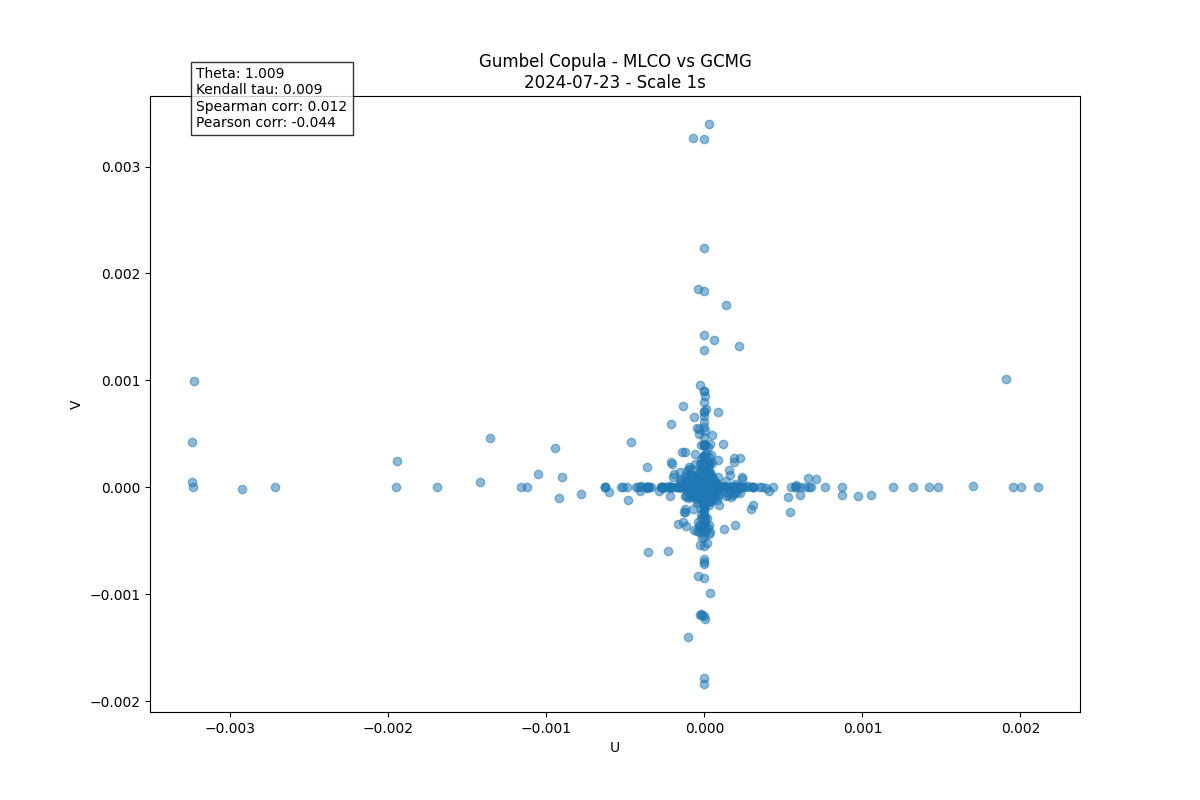 Gumbel Copula - MLCO vs GCMG
2024-07-23 - Scale 1s
Theta: 1.009
Kendall tau: 0.009
Spearman corr: 0.012
Pearson corr: -0.044
0.003
0.002
0.001
0.000
−0.001
−0.002
V
−0.003
−0.002
−0.001
0.000
0.001
0.002
U